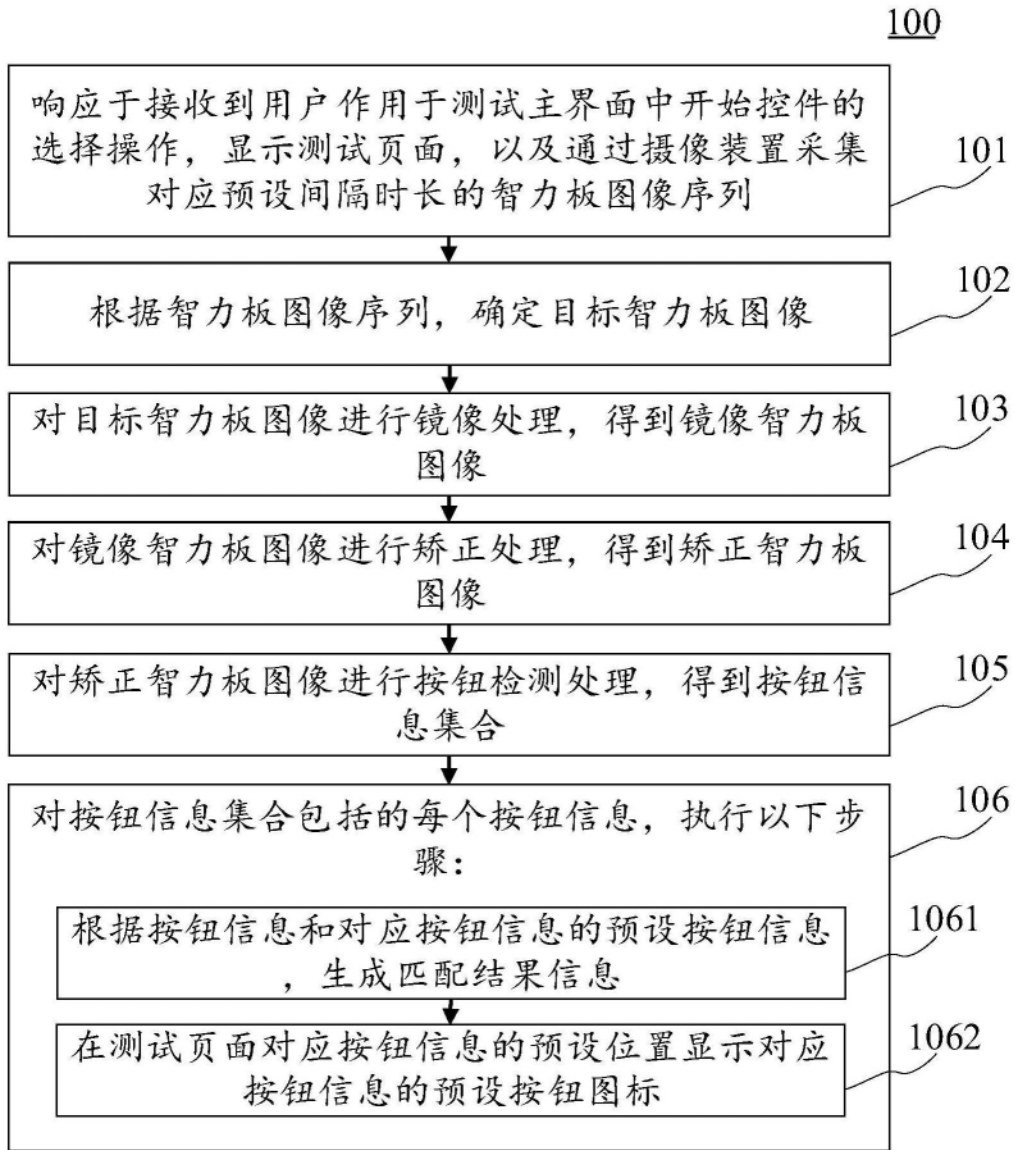 100
响应于接收到用户作用于测试主界面中开始控件的
选择操作，显示测试页面，以及通过摄像装置采集
对应预设间隔时长的智力板图像序列
101
根据智力板图像序列，确定目标智力板图像
102
对目标智力板图像进行镜像处理，得到镜像智力板
图像
103
对镜像智力板图像进行矫正处理，得到矫正智力板
图像
104
对矫正智力板图像进行按钮检测处理，得到按钮信
息集合
105
对按钮信息集合包括的每个按钮信息，执行以下步
骤：
106
根据按钮信息和对应按钮信息的预设按钮信息
，生成匹配结果信息
1061
在测试页面对应按钮信息的预设位置显示对应
按钮信息的预设按钮图标
1062